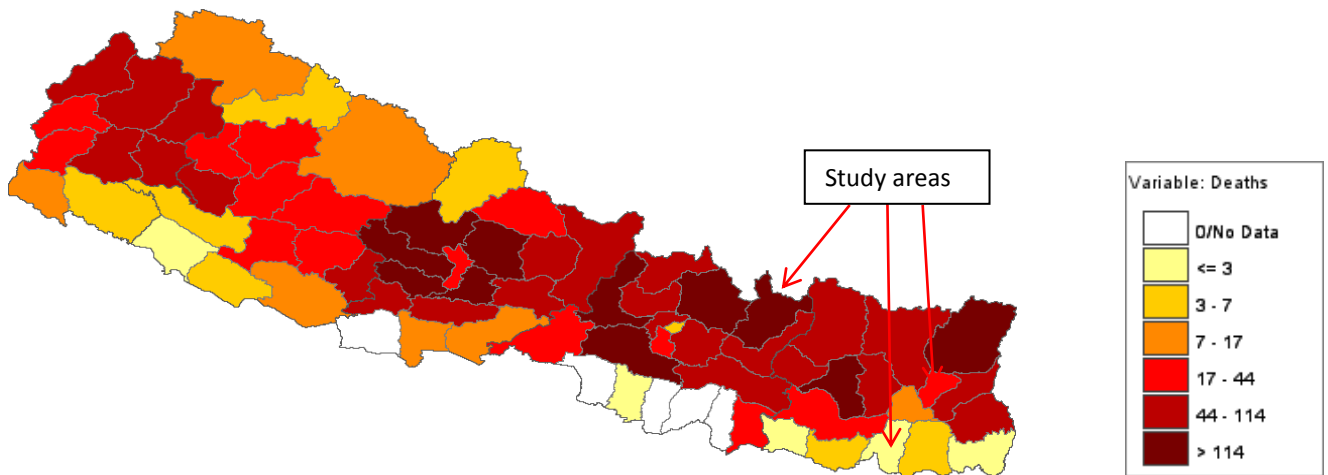 Study areas
Variable: Deaths
0/No Data
<= 3
3 - 7
7 - 17
17 - 44
44 - 114
> 114